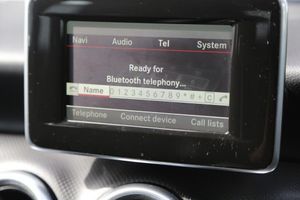 Navi Audio Tel System
Ready for
Bluetooth telephony...
Name 0 1 2 3 4 5 6 7 8 9 * # + C
Telephone Connect device Call lists